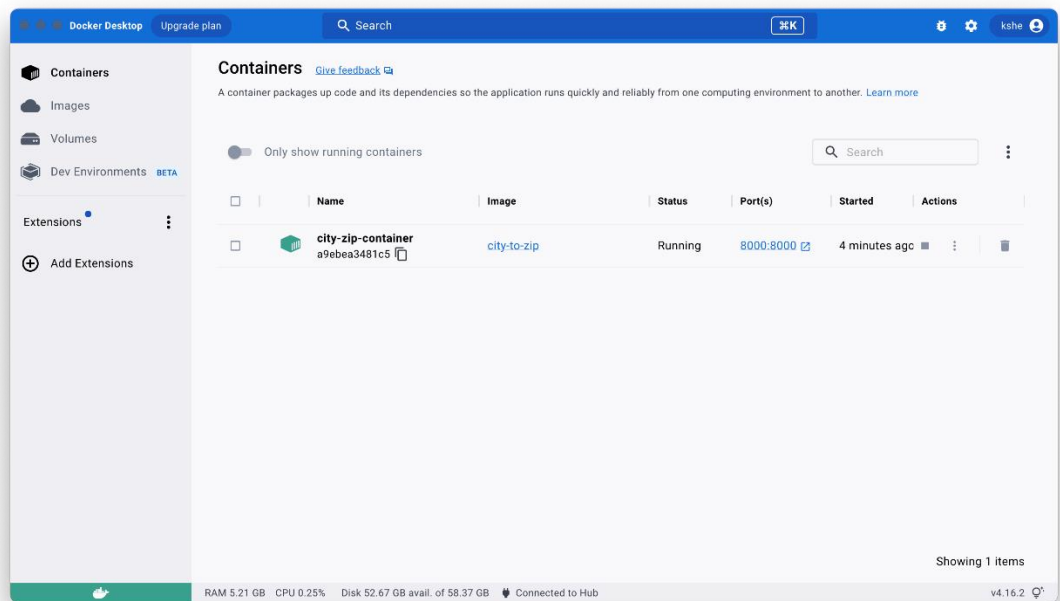 Docker Desktop Upgrade plan Search ⌘K kshe
Containers
Images
Volumes
Dev Environments BETA
Extensions
Add Extensions
Containers Give feedback
A container packages up code and its dependencies so the application runs quickly and reliably from one computing environment to another. Learn more
Only show running containers Search
Name Image Status Port(s) Started Actions
city-zip-container
a9ebea3481c5
city-to-zip Running 8000:8000 4 minutes ago
Showing 1 items
RAM 5.21 GB CPU 0.25% Disk 52.67 GB avail. of 58.37 GB Connected to Hub v4.16.2